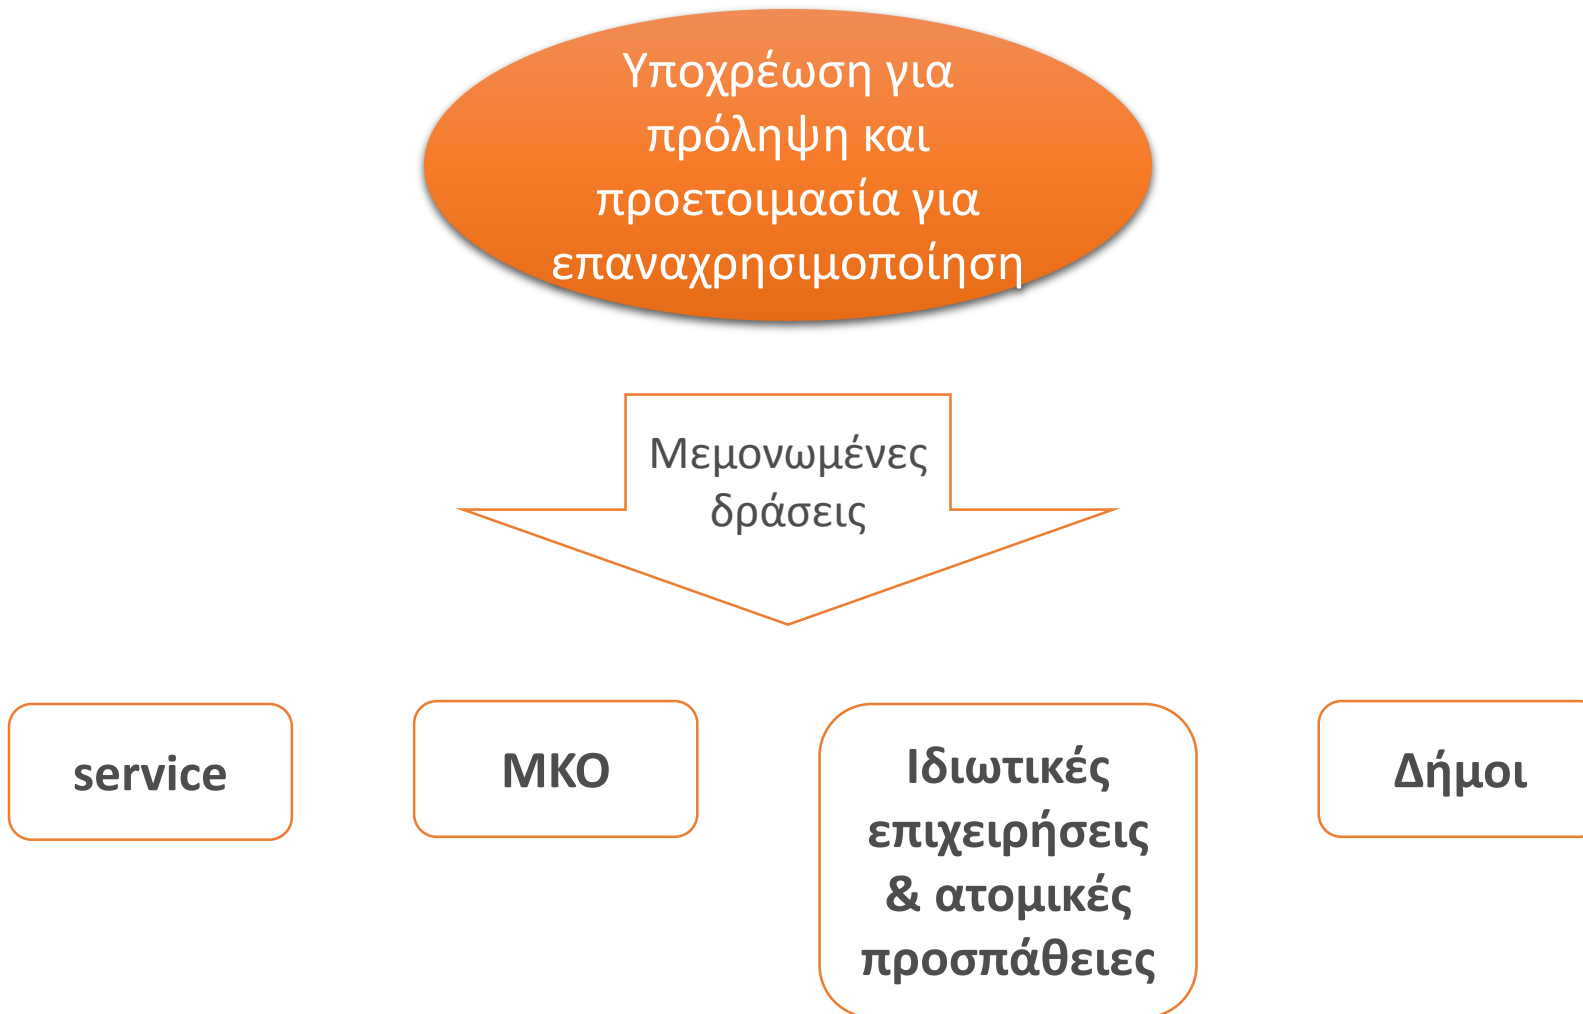 Υποχρέωση για
πρόληψη και
προετοιμασία για
επαναχρησιμοποίηση
Μεμονωμένες
δράσεις
service
ΜΚΟ
Ιδιωτικές
επιχειρήσεις
& ατομικές
προσπάθειες
Δήμοι